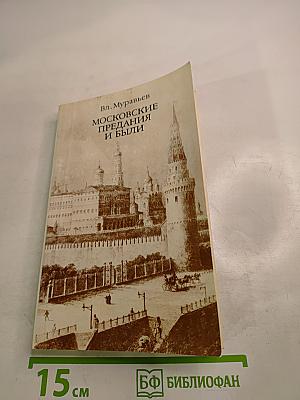 Вл. Муравьев
МОСКОВСКИЕ
ПРЕДАНИЯ
И БЫЛИ
15 см
БФ БИБЛИОФАН